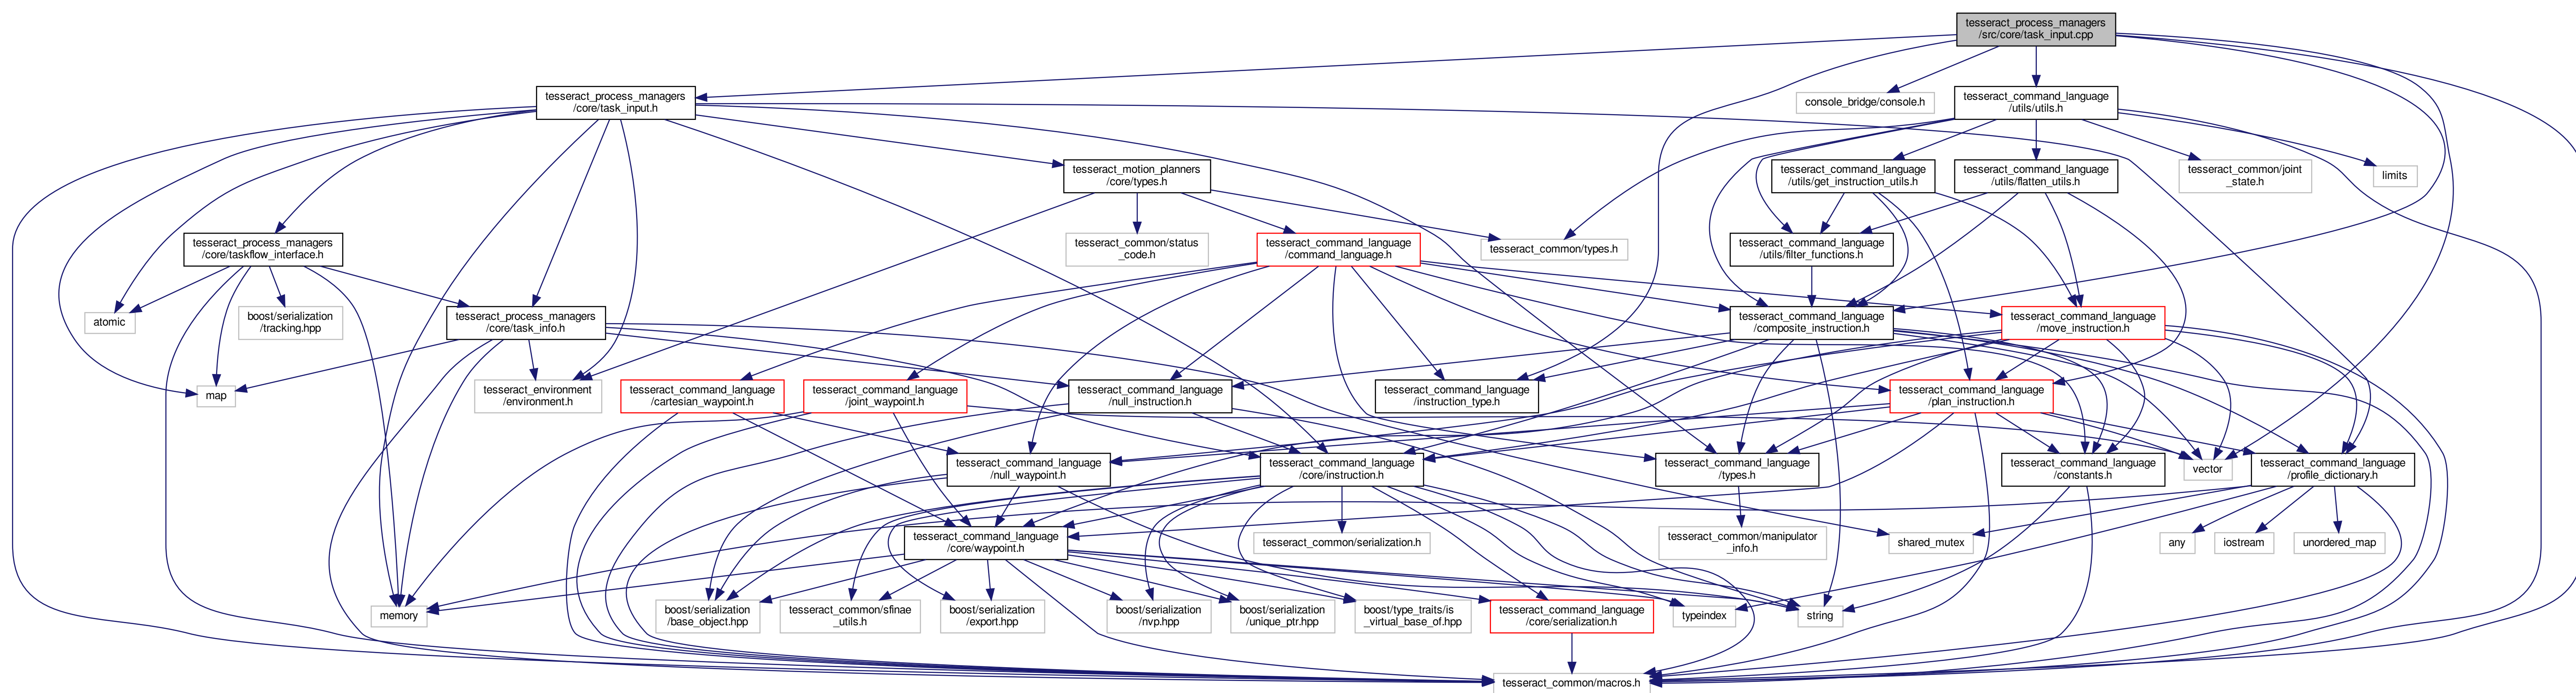 tesseract_process_managers
/src/core/task_input.cpp
tesseract_process_managers
/core/task_input.h
console_bridge/console.h
tesseract_command_language
/utils/utils.h
tesseract_motion_planners
/core/types.h
tesseract_command_language
/utils/get_instruction_utils.h
tesseract_command_language
/utils/flatten_utils.h
tesseract_common/joint
_state.h
limits
tesseract_process_managers
/core/taskflow_interface.h
tesseract_common/status
_code.h
tesseract_command_language
/command_language.h
tesseract_common/types.h
tesseract_command_language
/utils/filter_functions.h
atomic
boost/serialization
/tracking.hpp
tesseract_process_managers
/core/task_info.h
tesseract_command_language
/composite_instruction.h
tesseract_command_language
/move_instruction.h
map
tesseract_environment
/environment.h
tesseract_command_language
/cartesian_waypoint.h
tesseract_command_language
/joint_waypoint.h
tesseract_command_language
/null_instruction.h
tesseract_command_language
/instruction_type.h
tesseract_command_language
/plan_instruction.h
tesseract_command_language
/null_waypoint.h
tesseract_command_language
/core/instruction.h
tesseract_command_language
/types.h
tesseract_command_language
/constants.h
vector
tesseract_command_language
/profile_dictionary.h
tesseract_command_language
/core/waypoint.h
tesseract_common/serialization.h
tesseract_common/manipulator
_info.h
shared_mutex
any
iostream
unordered_map
memory
boost/serialization
/base_object.hpp
tesseract_common/sfinae
_utils.h
boost/serialization
/export.hpp
boost/serialization
/nvp.hpp
boost/serialization
/unique_ptr.hpp
boost/type_traits/is
_virtual_base_of.hpp
tesseract_command_language
/core/serialization.h
typeindex
string
tesseract_common/macros.h